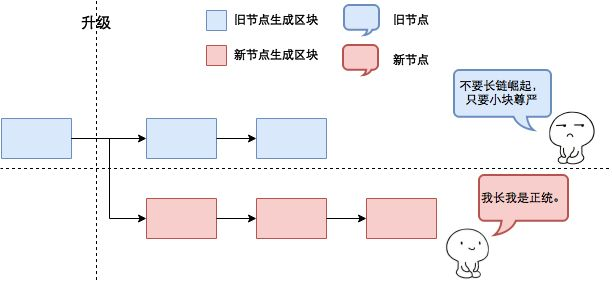 升级
旧节点生成区块
旧节点
新节点生成区块
新节点
不要长链崛起，
只要小块尊严
我长我是正统。